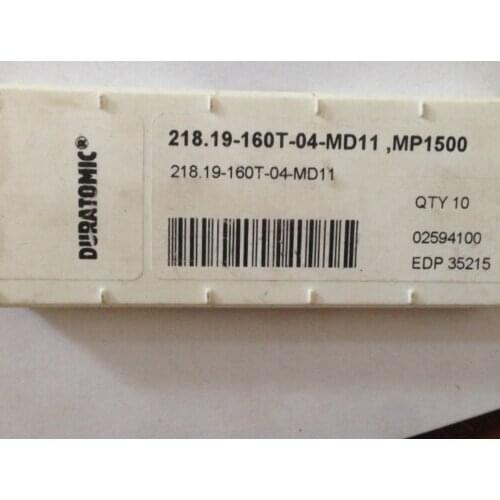 DURATOMIC®
218.19-160T-04-MD11 ,MP1500
218.19-160T-04-MD11
QTY 10
02594100
EDP 35215